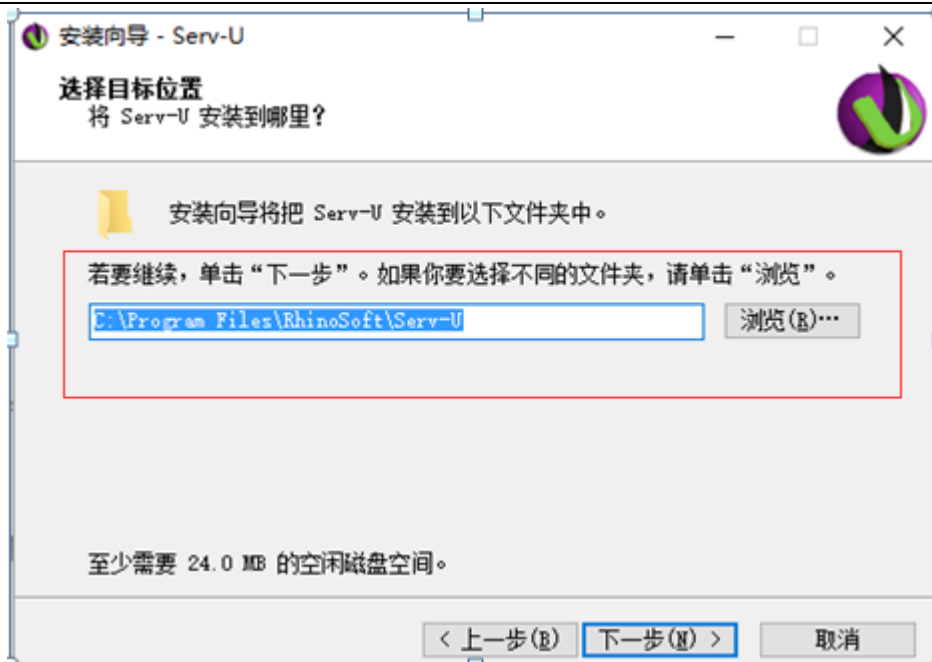 安装向导 - Serv-U
选择目标位置
将 Serv-U 安装到哪里?
安装向导将把 Serv-U 安装到以下文件夹中。
若要继续，单击“下一步”。如果你要选择不同的文件夹，请单击“浏览”。
C:\Program Files\RhinoSoft\Serv-U
浏览(R)...
至少需要 24.0 MB 的空闲磁盘空间。
< 上一步(B)
下一步(N) >
取消